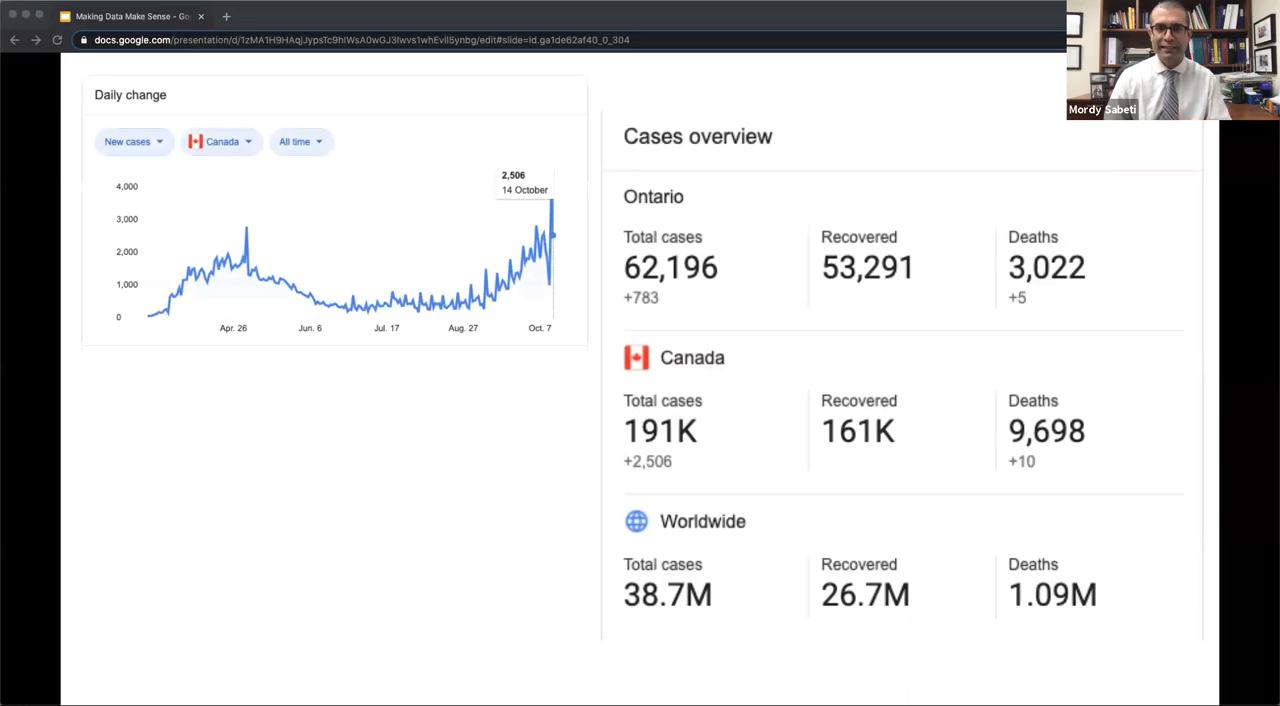 Making Data Make Sense - Go
docs.google.com/presentation/d/1zMA1H9HAqjJypsTc9hIWsA0wGJ3Iwvs1whEviI5ynbg/edit#slide=id.ga1de62af40_0_304
Mordy Sabeti
Daily change
New cases
Canada
All time
2,506
14 October
4,000
3,000
2,000
1,000
0
Apr. 26
Jun. 6
Jul. 17
Aug. 27
Oct. 7
Cases overview
Ontario
Total cases
Recovered
Deaths
62,196
53,291
3,022
+783
+5
Canada
Total cases
Recovered
Deaths
191K
161K
9,698
+2,506
+10
Worldwide
Total cases
Recovered
Deaths
38.7M
26.7M
1.09M